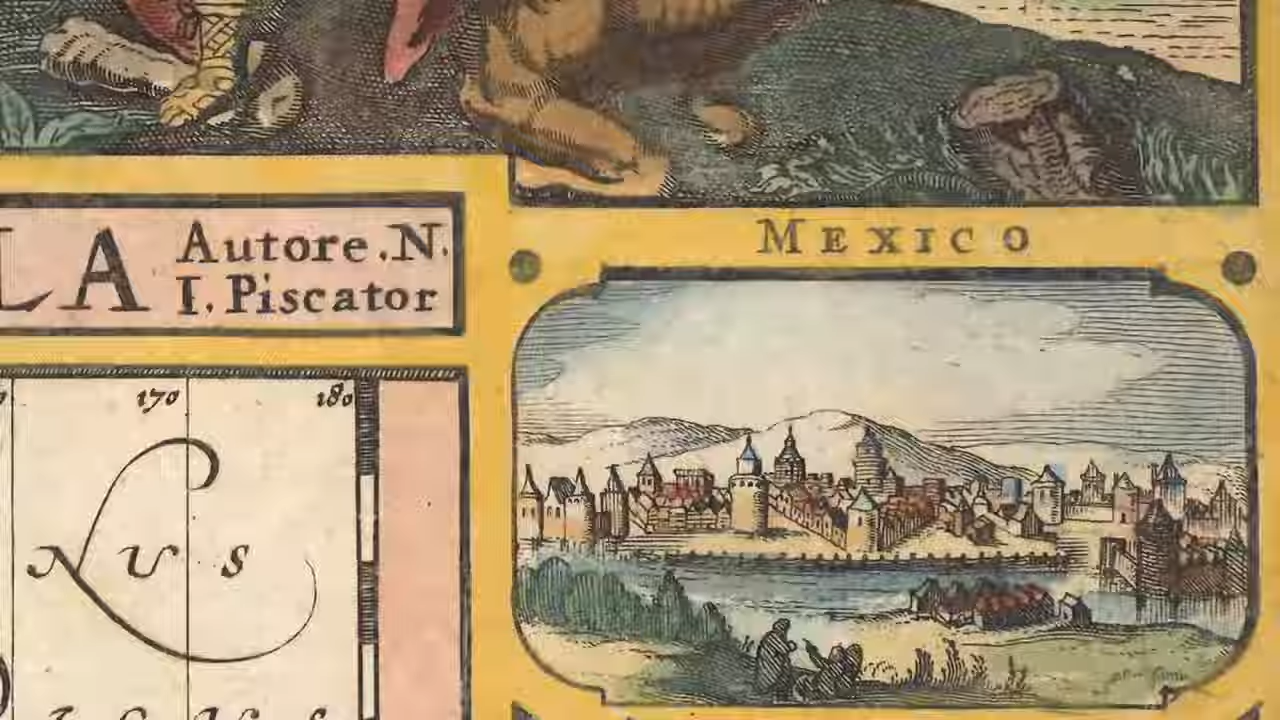 LA
Autore .N.
I. Piscator
MEXICO
170 180
NUS